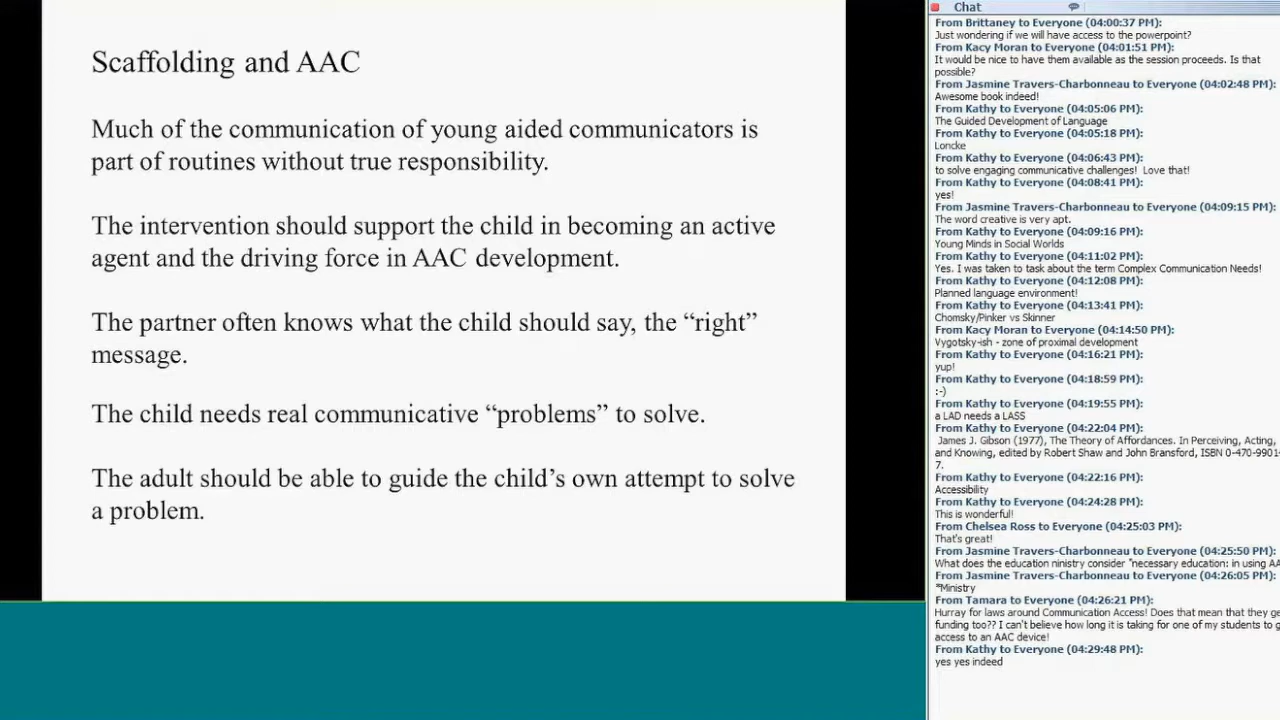 Scaffolding and AAC
Much of the communication of young aided communicators is
part of routines without true responsibility.
The intervention should support the child in becoming an active
agent and the driving force in AAC development.
The partner often knows what the child should say, the “right”
message.
The child needs real communicative “problems” to solve.
The adult should be able to guide the child’s own attempt to solve
a problem.
Chat
From Brittaney to Everyone (04:00:37 PM):
Just wondering if we will have access to the powerpoint?
From Kacy Moran to Everyone (04:01:51 PM):
It would be nice to have them available as the session proceeds. Is that
possible?
From Jasmine Travers-Charbonneau to Everyone (04:02:48 PM):
Awesome book indeed!
From Kathy to Everyone (04:05:06 PM):
The Guided Development of Language
From Kathy to Everyone (04:05:18 PM):
Loncke
From Kathy to Everyone (04:06:43 PM):
to solve engaging communicative challenges! Love that!
From Kathy to Everyone (04:08:41 PM):
yes!
From Jasmine Travers-Charbonneau to Everyone (04:09:15 PM):
The word creative is very apt.
From Kathy to Everyone (04:09:16 PM):
Young Minds in Social Worlds
From Kathy to Everyone (04:11:02 PM):
Yes. I was taken to task about the term Complex Communication Needs!
From Kathy to Everyone (04:12:08 PM):
Planned language environment!
From Kathy to Everyone (04:13:41 PM):
Chomsky/Pinker vs Skinner
From Kacy Moran to Everyone (04:14:50 PM):
Vygotsky-ish - zone of proximal development
From Kathy to Everyone (04:16:21 PM):
yup!
From Kathy to Everyone (04:18:59 PM):
:-)
From Kathy to Everyone (04:19:55 PM):
a LAD needs a LASS
From Kathy to Everyone (04:22:04 PM):
James J. Gibson (1977), The Theory of Affordances. In Perceiving, Acting,
and Knowing, edited by Robert Shaw and John Bransford, ISBN 0-470-9901-
7.
From Kathy to Everyone (04:22:16 PM):
Accessibility
From Kathy to Everyone (04:24:28 PM):
This is wonderful!
From Chelsea Ross to Everyone (04:25:03 PM):
That's great!
From Jasmine Travers-Charbonneau to Everyone (04:25:50 PM):
What does the education ninistry consider "necessary education: in using AA
From Jasmine Travers-Charbonneau to Everyone (04:26:05 PM):
*Ministry
From Tamara to Everyone (04:26:21 PM):
Hurray for laws around Communication Access! Does that mean that they ge
funding too?? I can't believe how long it is taking for one of my students to g
access to an AAC device!
From Kathy to Everyone (04:29:48 PM):
yes yes indeed